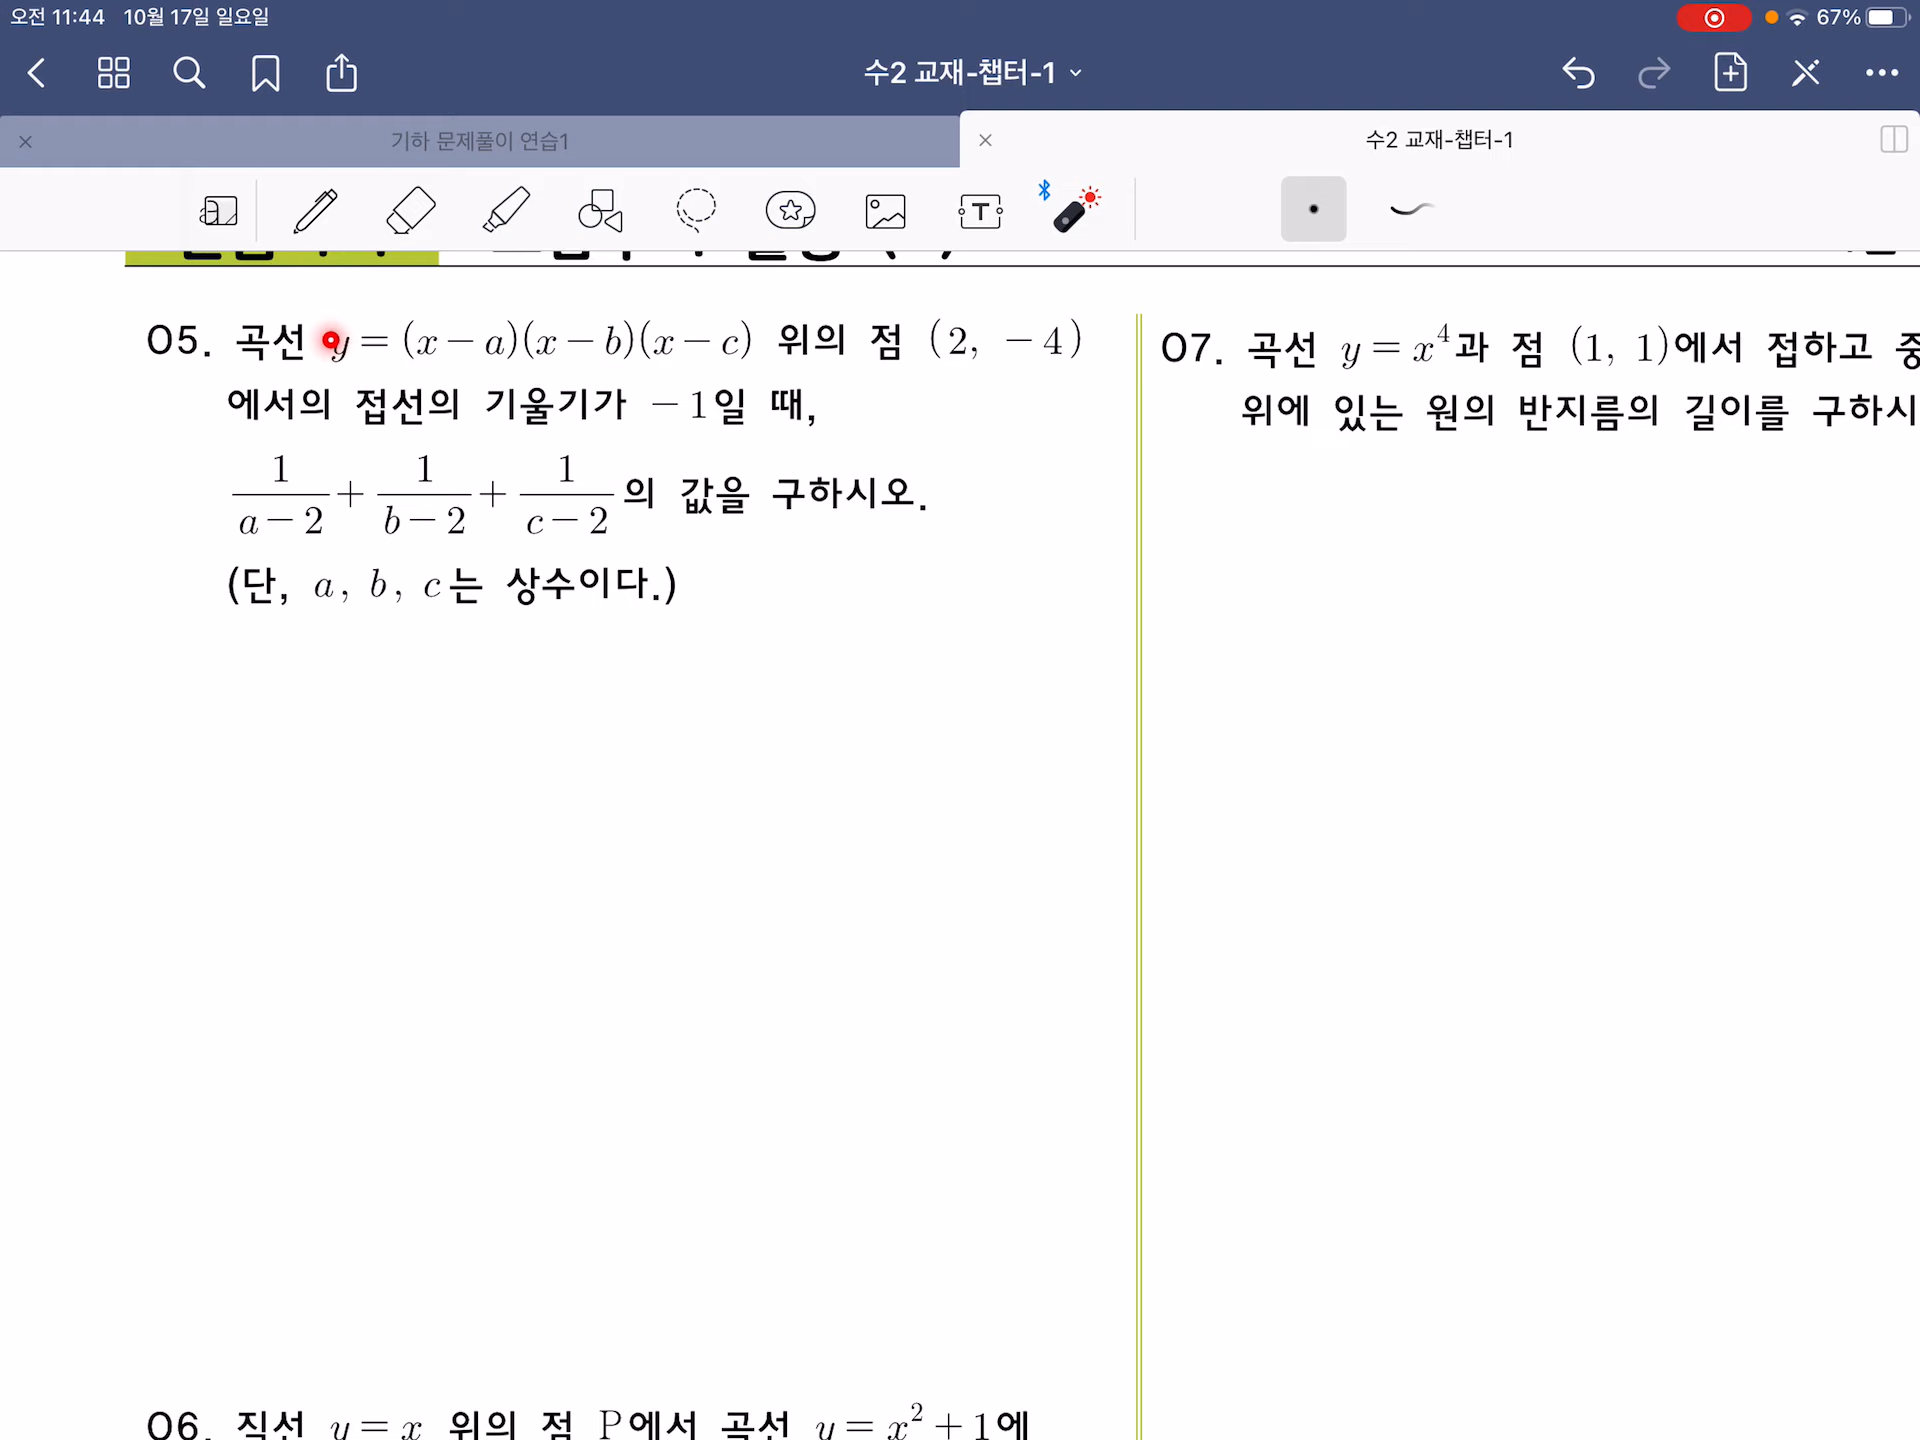 오전 11:44 10월 17일 일요일
67%
수2 교재-챕터-1
기하 문제풀이 연습1
수2 교재-챕터-1
05. 곡선 y = (x - a)(x - b)(x - c) 위의 점 (2, -4)
에서의 접선의 기울기가 -1일 때,
1/(a - 2) + 1/(b - 2) + 1/(c - 2) 의 값을 구하시오.
(단, a, b, c는 상수이다.)
06. 직선 y = x 위의 점 P에서 곡선 y = x² + 1에
07. 곡선 y = x⁴과 점 (1, 1)에서 접하고
위에 있는 원의 반지름의 길이를 구하시